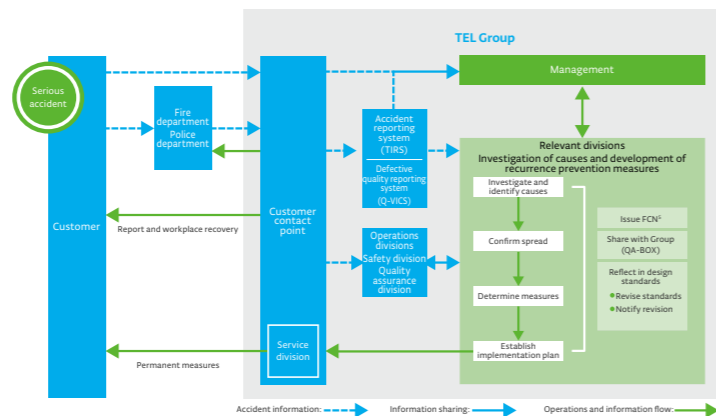 TEL Group
Serious
accident
Customer
Fire
department
Police
department
Report and workplace recovery
Permanent measures
Customer
contact
point
Service
division
Management
Accident
reporting
system
(TIRS)
Defective
quality reporting
system
(Q-VICS)
Operations
divisions
Safety division
Quality
assurance
division
Relevant divisions
Investigation of causes and development of
recurrence prevention measures
Investigate and
identify causes
Confirm spread
Determine measures
Establish
implementation plan
Issue FCN⁵
Share with Group
(QA-BOX)
Reflect in design
standards
●Revise standards
●Notify revision
Accident information:
Information sharing:
Operations and information flow: